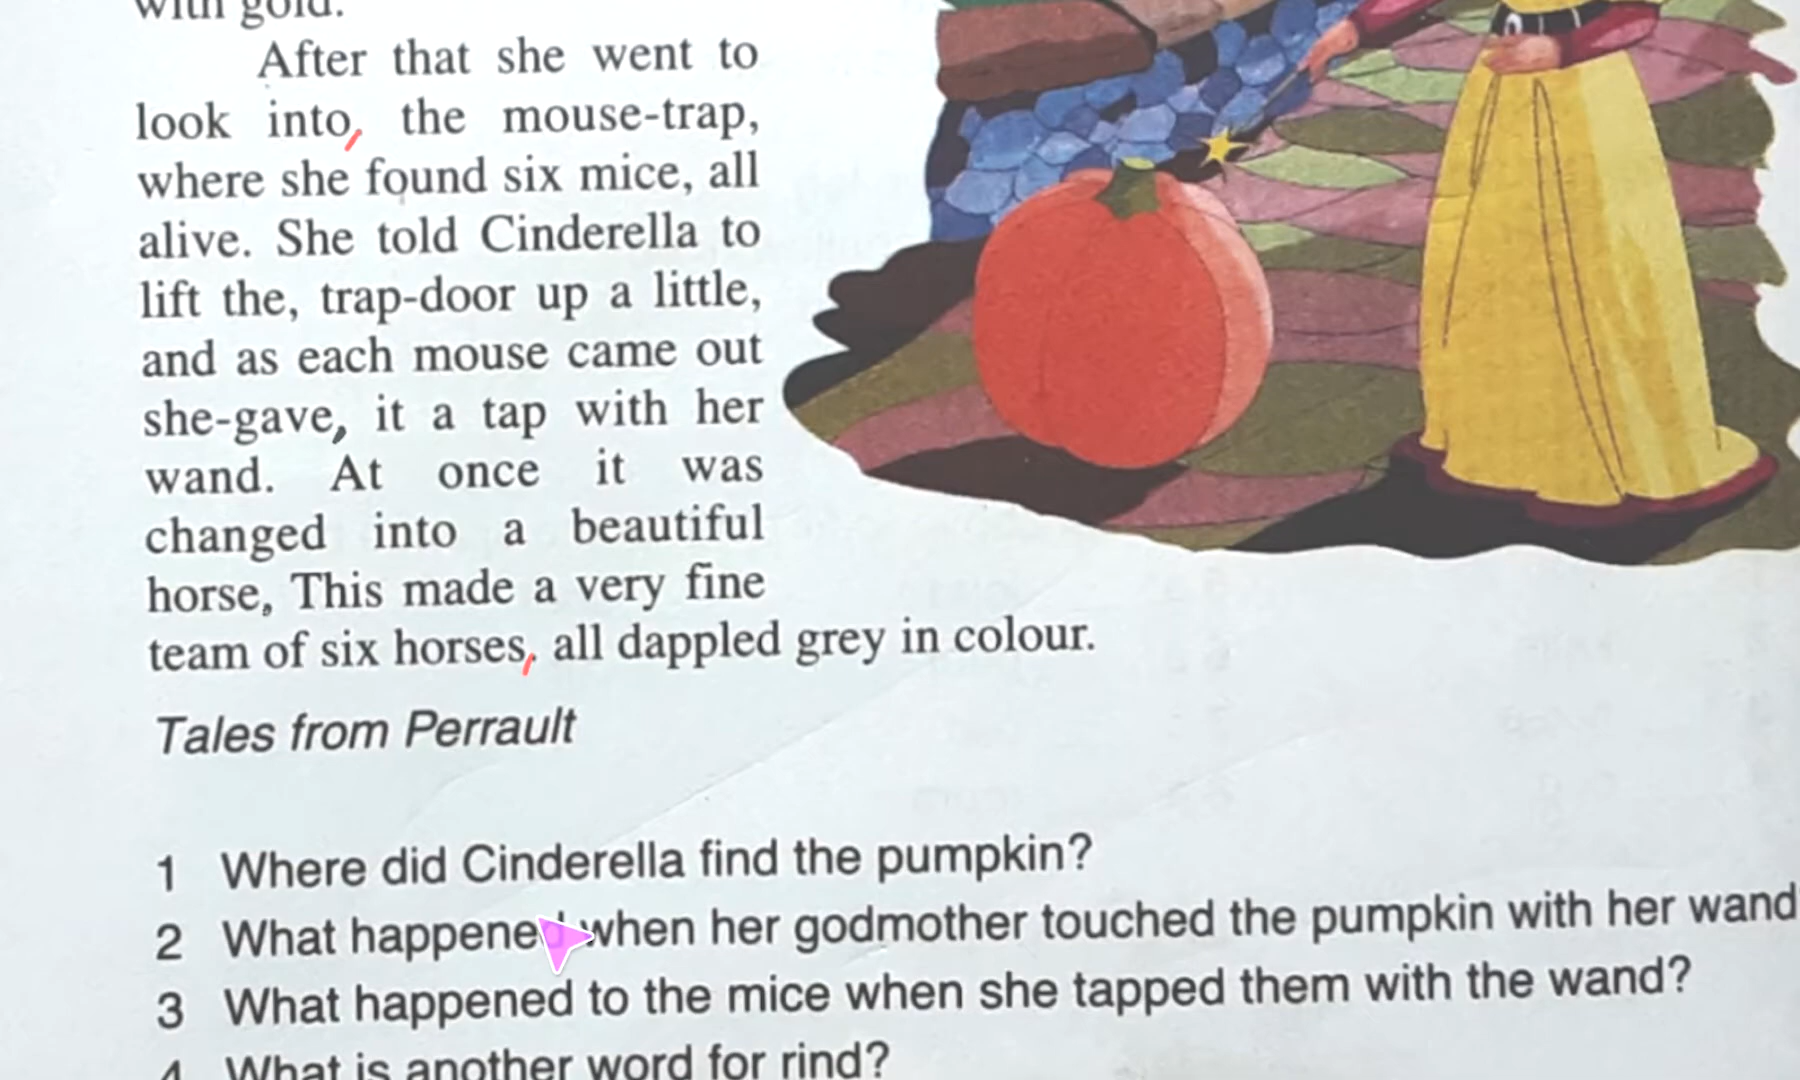 with gold.
After that she went to
look into, the mouse-trap,
where she found six mice, all
alive. She told Cinderella to
lift the, trap-door up a little,
and as each mouse came out
she-gave, it a tap with her
wand. At once it was
changed into a beautiful
horse, This made a very fine
team of six horses, all dappled grey in colour.
Tales from Perrault
1 Where did Cinderella find the pumpkin?
2 What happened when her godmother touched the pumpkin with her wand
3 What happened to the mice when she tapped them with the wand?
4 What is another word for rind?